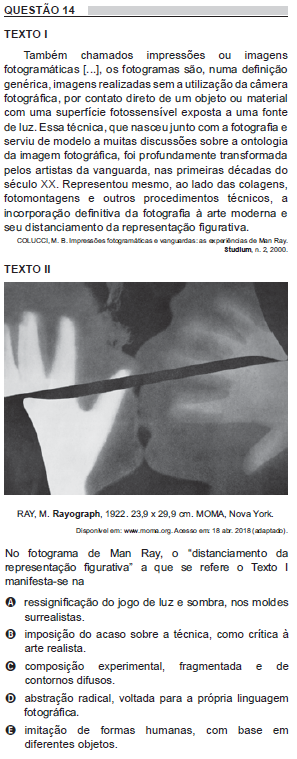 QUESTÃO 14
TEXTO I
Também chamados impressões ou imagens
fotogramáticas [...], os fotogramas são, numa definição
genérica, imagens realizadas sem a utilização da câmera
fotográfica, por contato direto de um objeto ou material
com uma superfície fotossensível exposta a uma fonte
de luz. Essa técnica, que nasceu junto com a fotografia e
serviu de modelo a muitas discussões sobre a ontologia
da imagem fotográfica, foi profundamente transformada
pelos artistas da vanguarda, nas primeiras décadas do
século XX. Representou mesmo, ao lado das colagens,
fotomontagens e outros procedimentos técnicos, a
incorporação definitiva da fotografia à arte moderna e
seu distanciamento da representação figurativa.
COLUCCI, M. B. Impressões fotogramáticas e vanguardas: as experiências de Man Ray.
Studium, n. 2, 2000.
TEXTO II
RAY, M. Rayograph, 1922. 23,9 x 29,9 cm. MOMA, Nova York.
Disponível em: www.moma.org. Acesso em: 18 abr. 2018 (adaptado).
No fotograma de Man Ray, o “distanciamento da
representação figurativa” a que se refere o Texto I
manifesta-se na
A ressignificação do jogo de luz e sombra, nos moldes
surrealistas.
B imposição do acaso sobre a técnica, como crítica à
arte realista.
C composição experimental, fragmentada e de
contornos difusos.
D abstração radical, voltada para a própria linguagem
fotográfica.
E imitação de formas humanas, com base em
diferentes objetos.